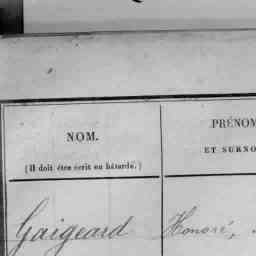 NOM.
(Il doit être écrit en bâtarde.)
PRÉNOM
ET SURNO
Gaigeard Honoré,